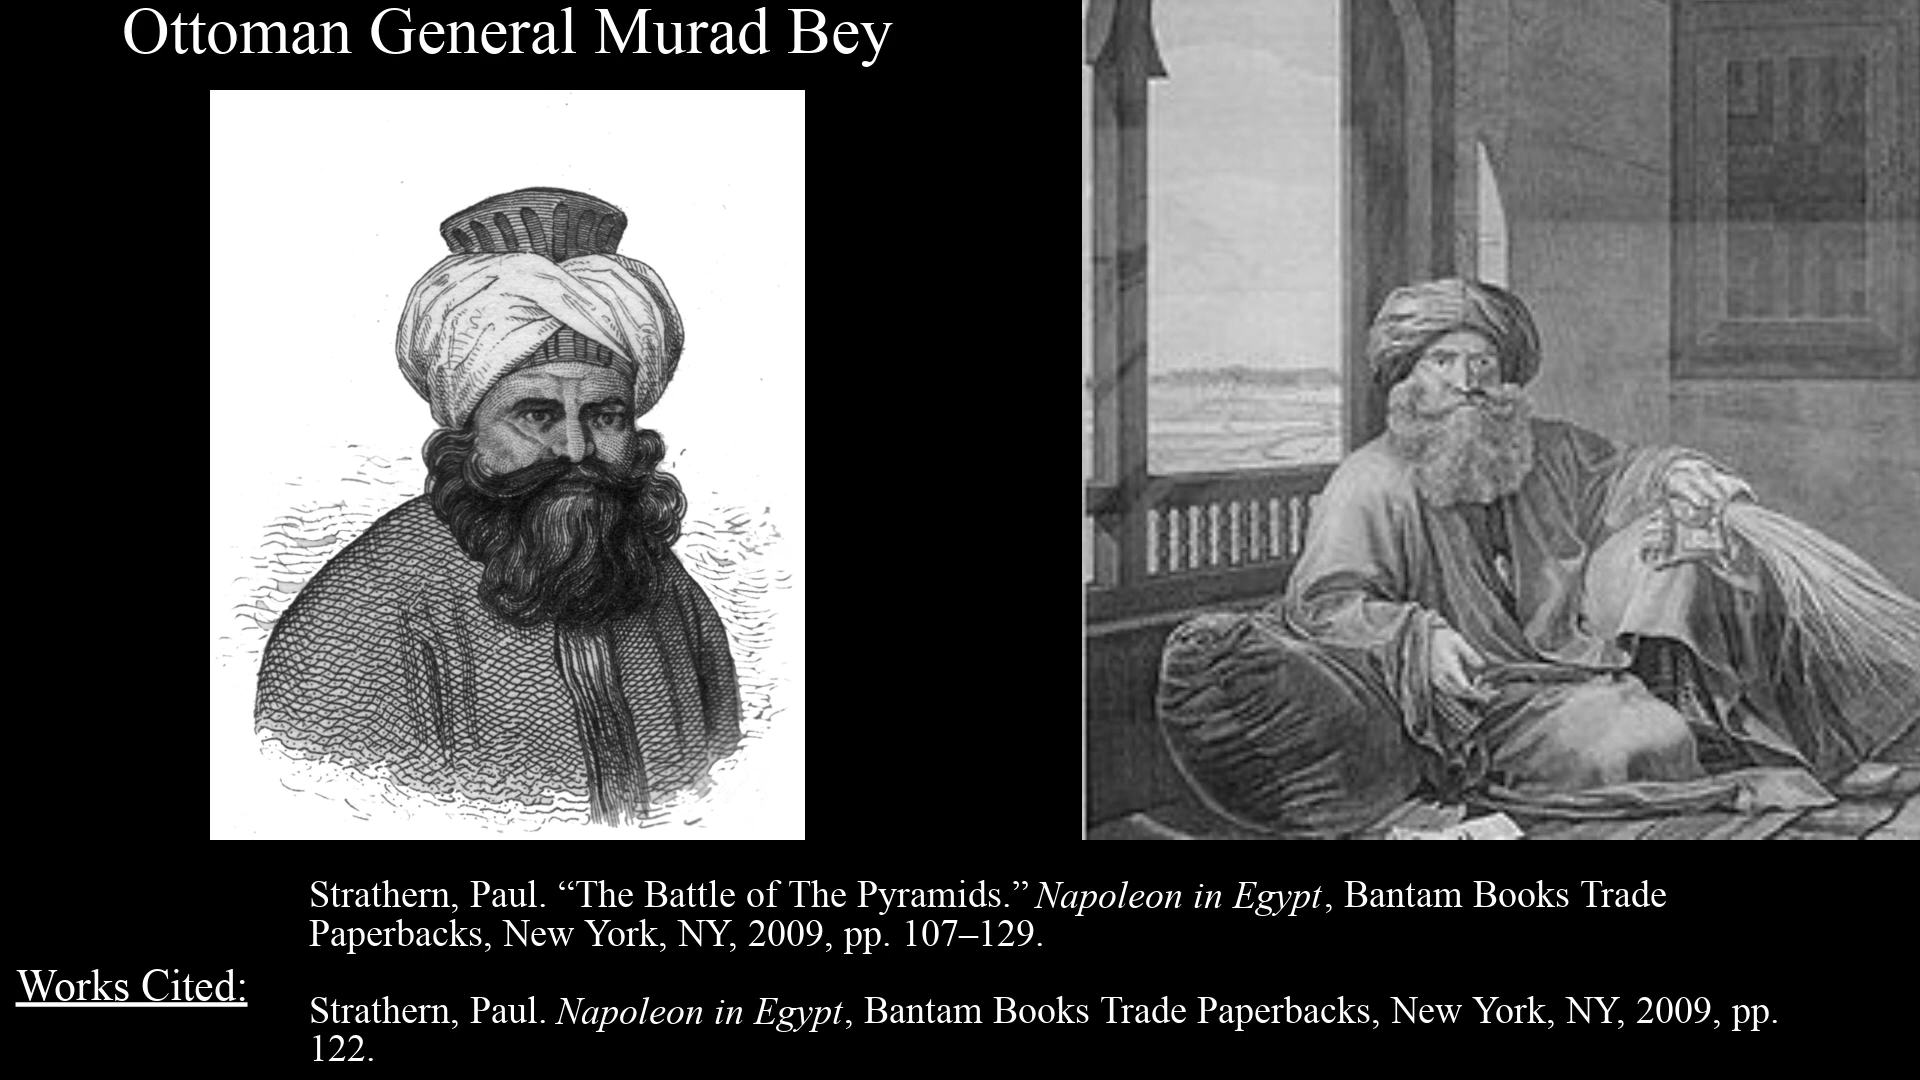 Ottoman General Murad Bey
Strathern, Paul. “The Battle of The Pyramids.” Napoleon in Egypt, Bantam Books Trade
Paperbacks, New York, NY, 2009, pp. 107–129.
Works Cited:
Strathern, Paul. Napoleon in Egypt, Bantam Books Trade Paperbacks, New York, NY, 2009, pp.
122.